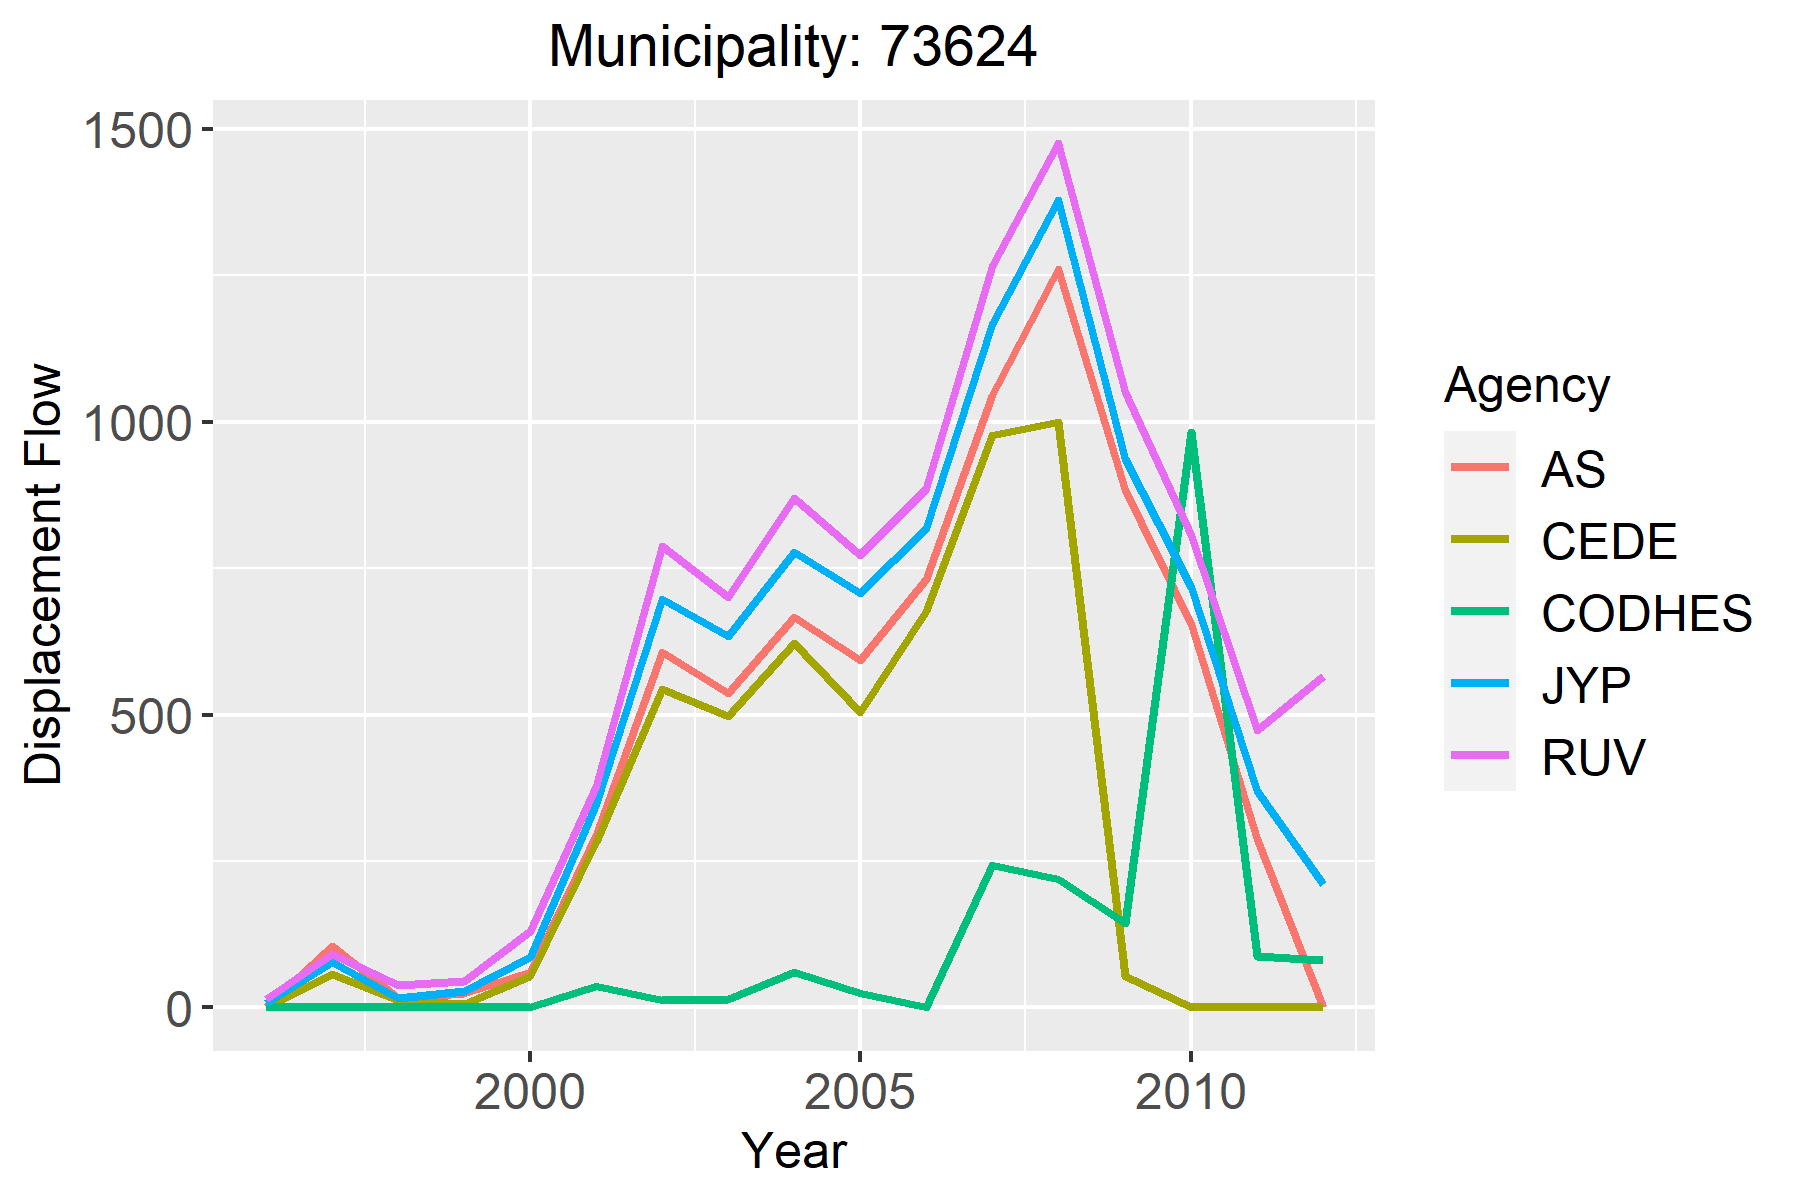 Municipality: 73624
1500
1000
500
0
Displacement Flow
2000 2005 2010
Year
Agency
AS
CEDE
CODHES
JYP
RUV